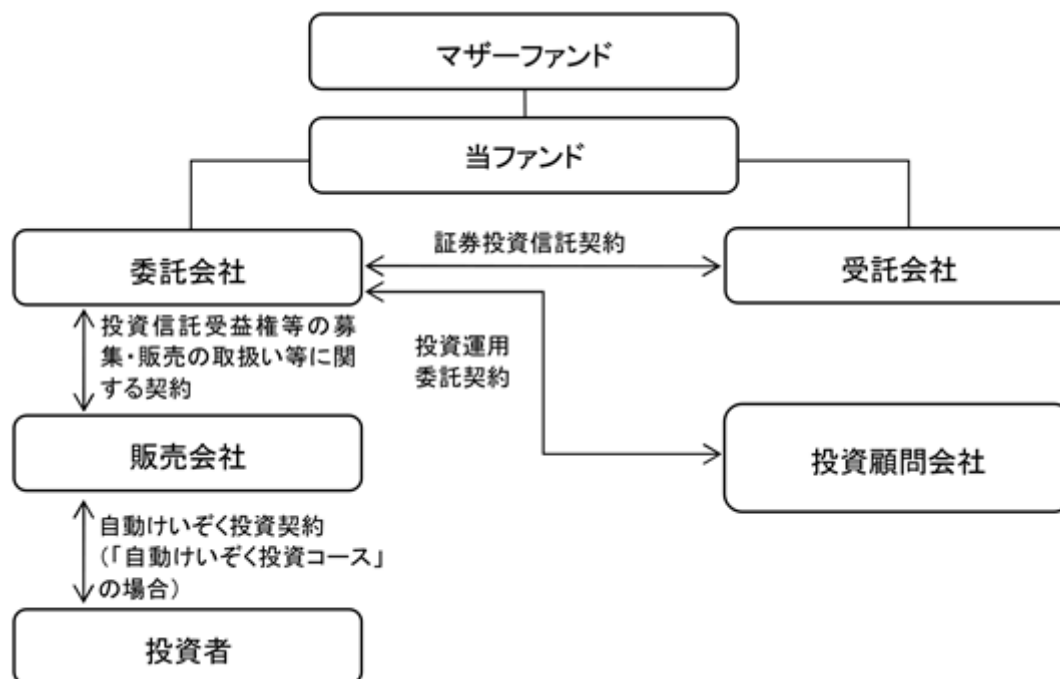 マザーファンド
当ファンド
委託会社
証券投資信託契約
受託会社
投資信託受益権等の募
集・販売の取扱い等に関
する契約
投資運用
委託契約
販売会社
投資顧問会社
自動けいぞく投資契約
(「自動けいぞく投資コース」
の場合)
投資者